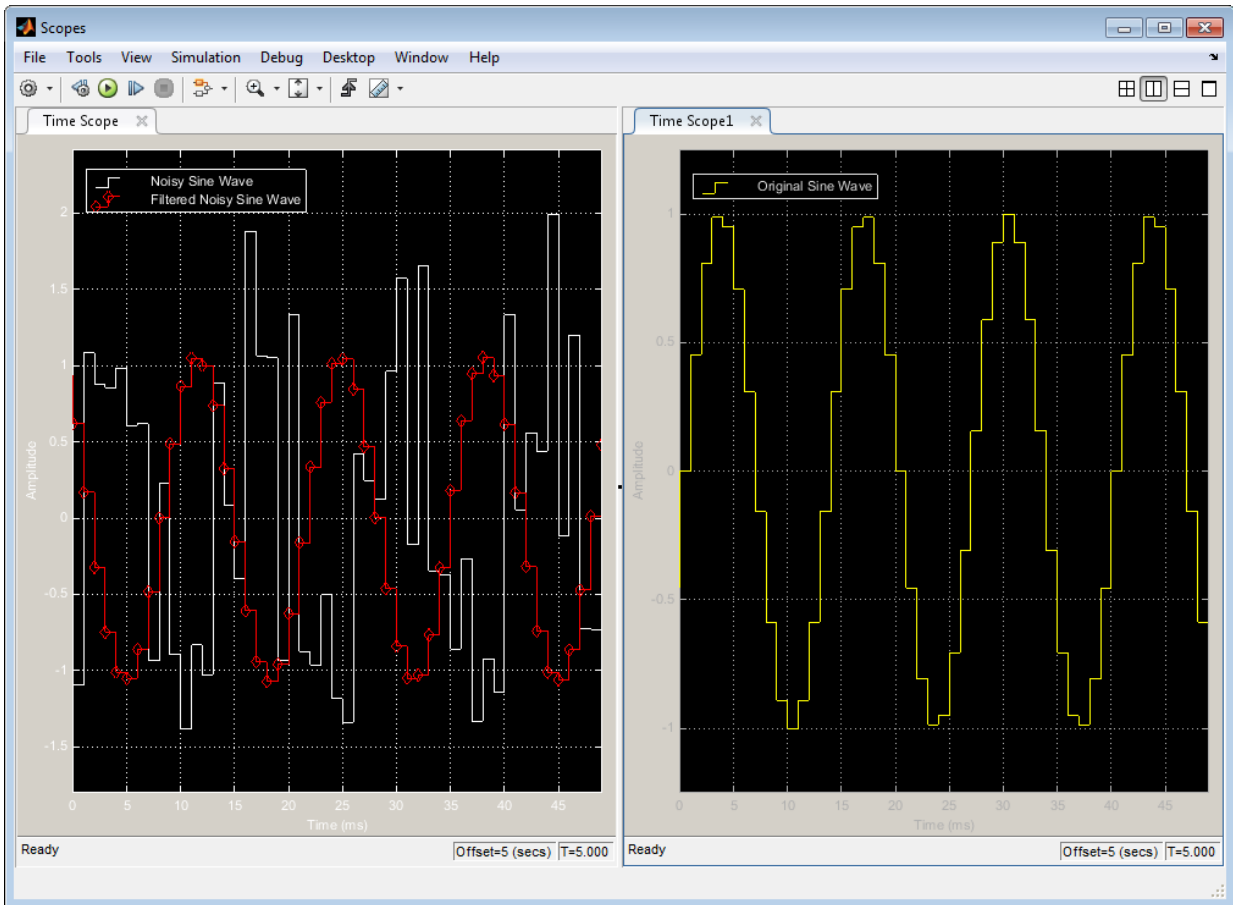 Scopes
File Tools View Simulation Debug Desktop Window Help
Time Scope
Noisy Sine Wave
Filtered Noisy Sine Wave
2
1.5
1
0.5
0
-0.5
-1
-1.5
Amplitude
0 5 10 15 20 25 30 35 40 45
Time (ms)
Ready Offset=5 (secs) T=5.000
Time Scope1
Original Sine Wave
1
0.5
0
-0.5
-1
Amplitude
0 5 10 15 20 25 30 35 40 45
Time (ms)
Ready Offset=5 (secs) T=5.000